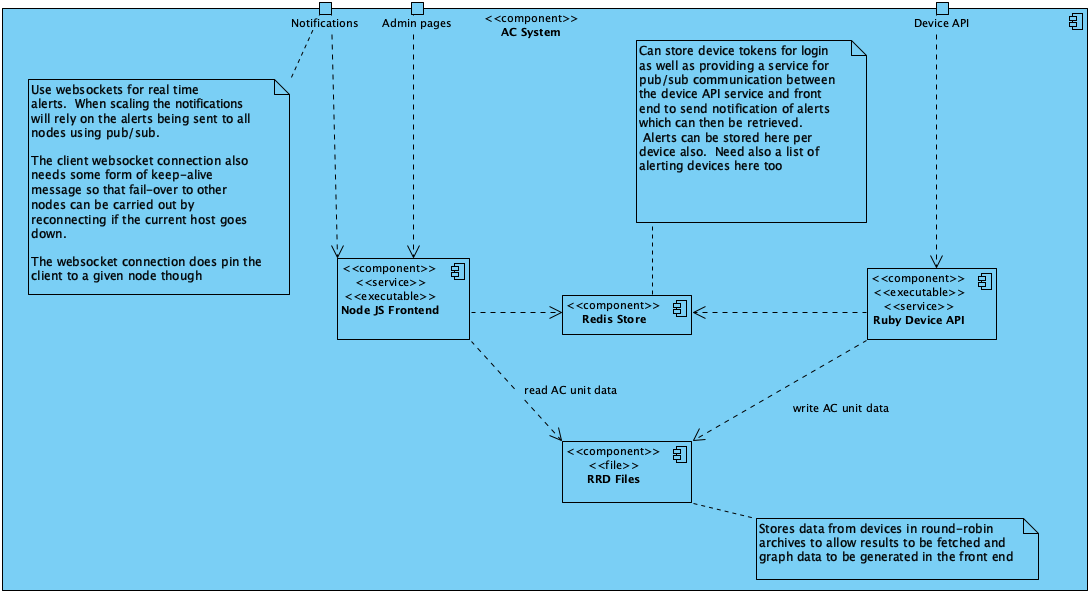 Notifications
Admin pages
<<component>>
AC System
Device API
Use websockets for real time
alerts.  When scaling the notifications
will rely on the alerts being sent to all
nodes using pub/sub.
The client websocket connection also
needs some form of keep-alive
message so that fail-over to other
nodes can be carried out by
reconnecting if the current host goes
down.
The websocket connection does pin the
client to a given node though
Can store device tokens for login
as well as providing a service for
pub/sub communication between
the device API service and front
end to send notification of alerts
which can then be retrieved.
Alerts can be stored here per
device also.  Need also a list of
alerting devices here too
<<component>>
<<service>>
<<executable>>
Node JS Frontend
<<component>>
Redis Store
<<component>>
<<executable>>
<<service>>
Ruby Device API
read AC unit data
write AC unit data
<<component>>
<<file>>
RRD Files
Stores data from devices in round-robin
archives to allow results to be fetched and
graph data to be generated in the front end